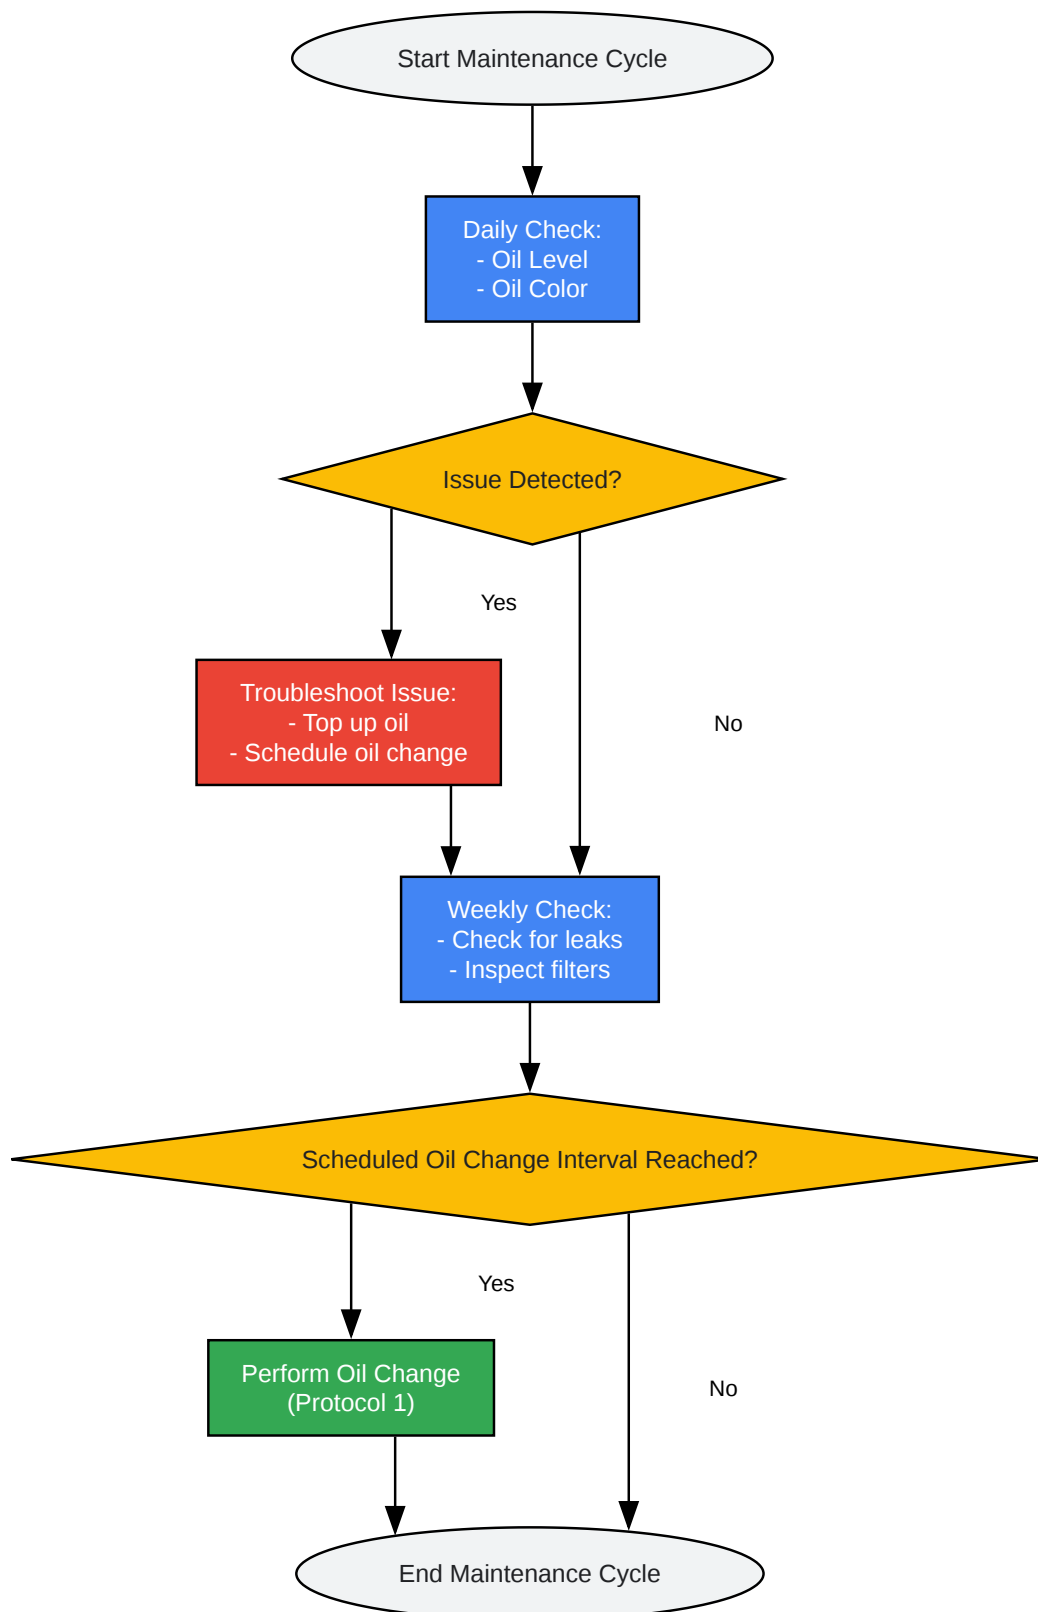 Start Maintenance Cycle
Daily Check:
- Oil Level
- Oil Color
Issue Detected?
Yes
Troubleshoot Issue:
- Top up oil
- Schedule oil change
No
Weekly Check:
- Check for leaks
- Inspect filters
Scheduled Oil Change Interval Reached?
Yes
Perform Oil Change
(Protocol 1)
No
End Maintenance Cycle